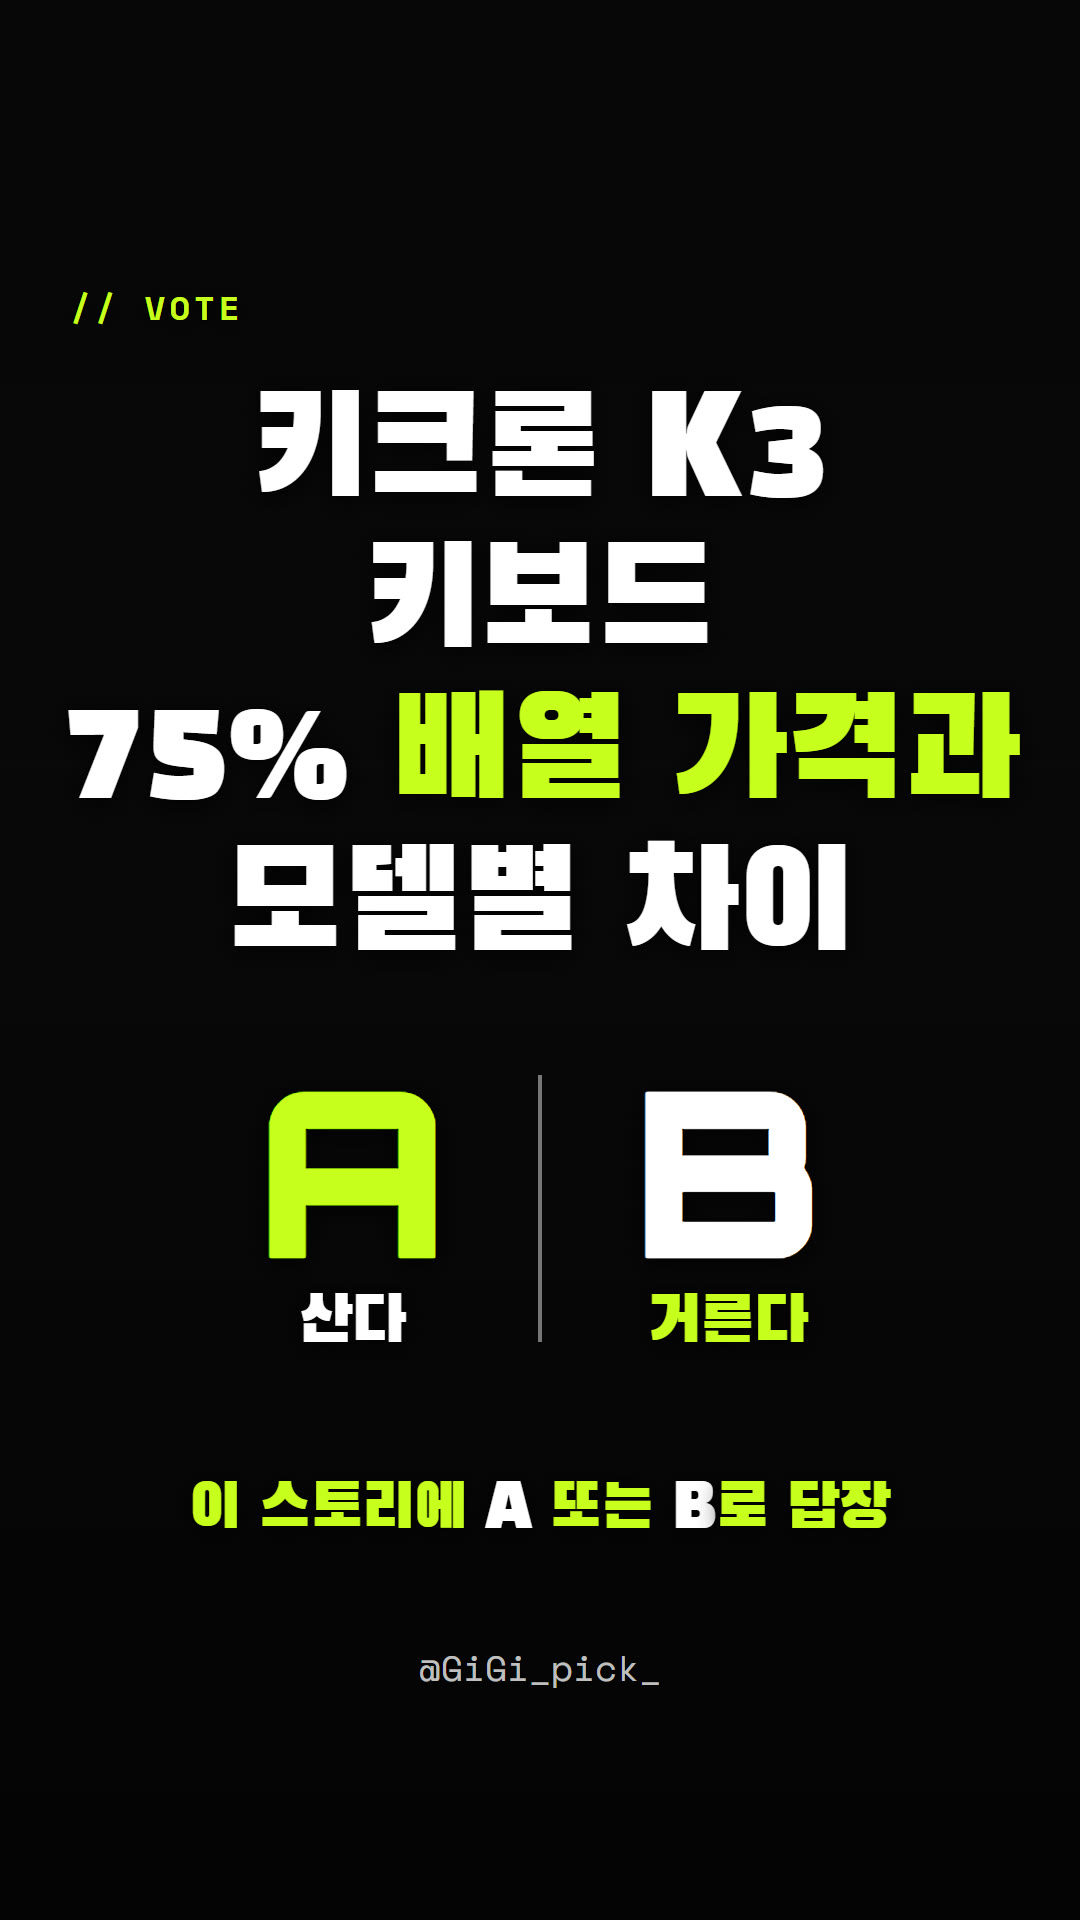 // VOTE
키크론 K3
키보드
75% 배열 가격과
모델별 차이
A B
산다 거른다
이 스토리에 A 또는 B로 답장
@GiGi_pick_